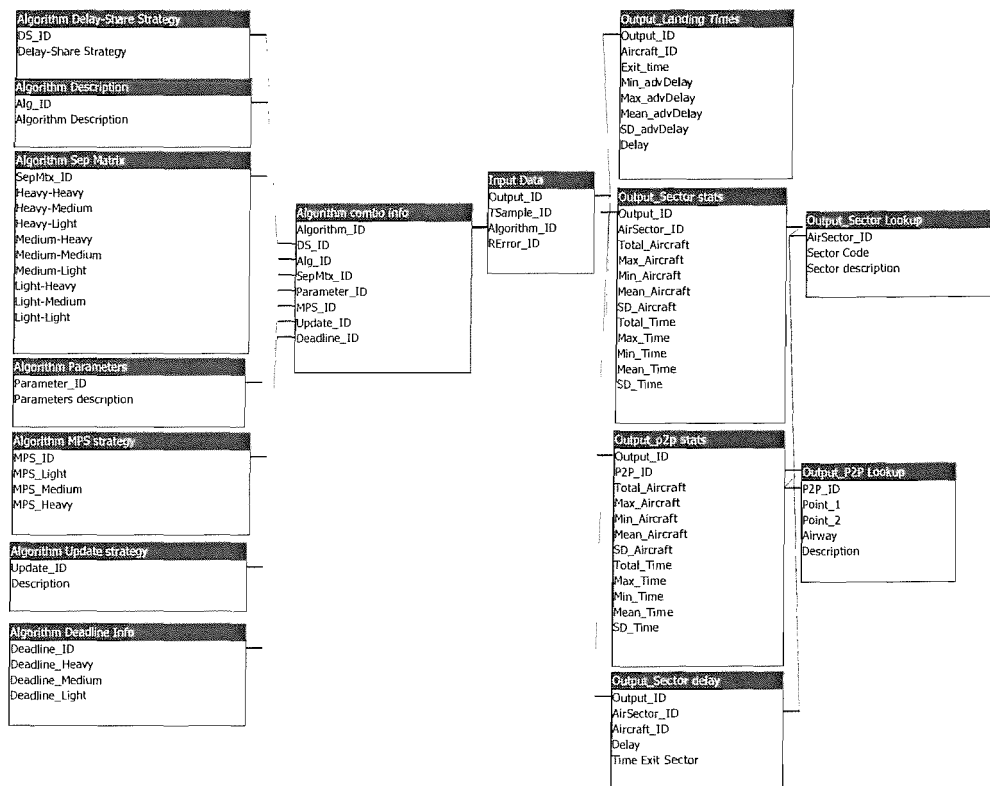 Algorithm Delay-Share Strategy
DS_ID
Delay-Share Strategy
Algorithm Description
Alg_ID
Algorithm Description
Algorithm Sep Matrix
SepMtx_ID
Heavy-Heavy
Heavy-Medium
Heavy-Light
Medium-Heavy
Medium-Medium
Medium-Light
Light-Heavy
Light-Medium
Light-Light
Algorithm Parameters
Parameter_ID
Parameters description
Algorithm MPS strategy
MPS_ID
MPS_Light
MPS_Medium
MPS_Heavy
Algorithm Update strategy
Update_ID
Description
Algorithm Deadline Info
Deadline_ID
Deadline_Heavy
Deadline_Medium
Deadline_Light
Algorithm combo info
Algorithm_ID
DS_ID
Alg_ID
SepMtx_ID
Parameter_ID
MPS_ID
Update_ID
Deadline_ID
Input Data
Output_ID
TSample_ID
Algorithm_ID
RError_ID
Output_Landing Times
Output_ID
Aircraft_ID
Exit_time
Min_advDelay
Max_advDelay
Mean_advDelay
SD_advDelay
Delay
Output_Sector stats
Output_ID
AirSector_ID
Total_Aircraft
Max_Aircraft
Min_Aircraft
Mean_Aircraft
SD_Aircraft
Total_Time
Max_Time
Min_Time
Mean_Time
SD_Time
Output_p2p stats
Output_ID
P2P_ID
Total_Aircraft
Max_Aircraft
Min_Aircraft
Mean_Aircraft
SD_Aircraft
Total_Time
Max_Time
Min_Time
Mean_Time
SD_Time
Output_Sector delay
Output_ID
AirSector_ID
Aircraft_ID
Delay
Time Exit Sector
Output_Sector Lookup
AirSector_ID
Sector Code
Sector description
Output_P2P Lookup
P2P_ID
Point_1
Point_2
Airway
Description